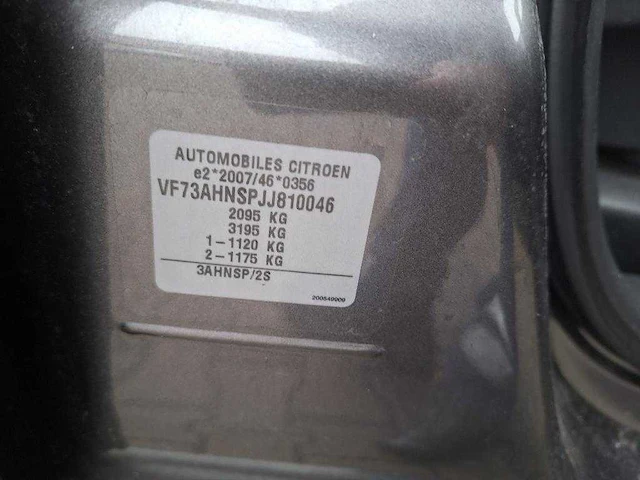 AUTOMOBILES CITROEN
e2*2007/46*0356
VF73AHNSPJJ810046
2095 KG
3195 KG
1-1120 KG
2-1175 KG
3AHNSP/2S